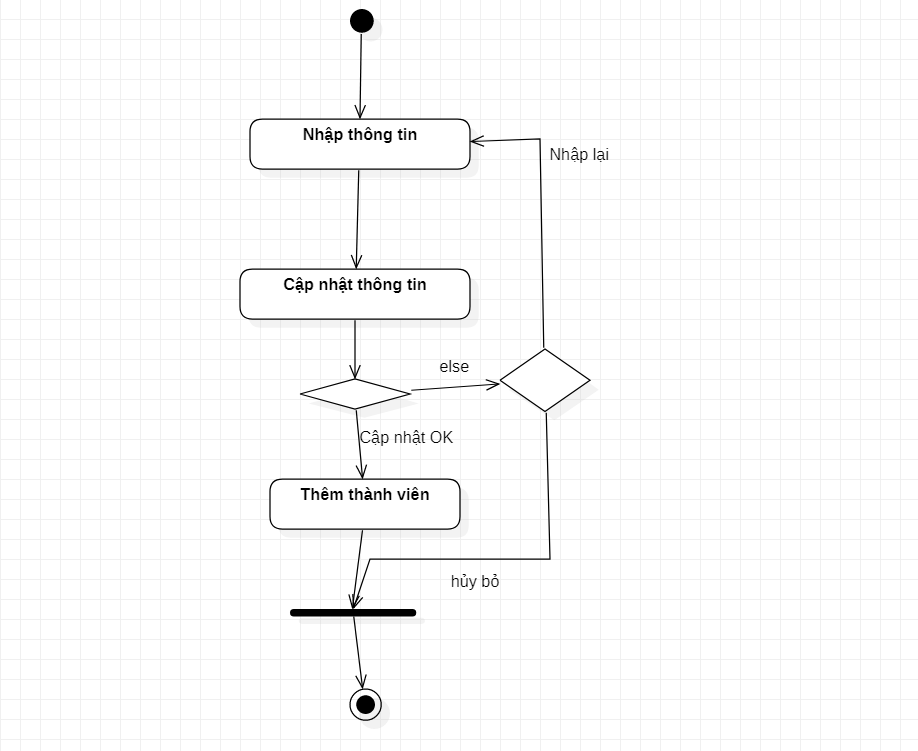 Nhập thông tin
Nhập lại
Cập nhật thông tin
else
Cập nhật OK
Thêm thành viên
hủy bỏ